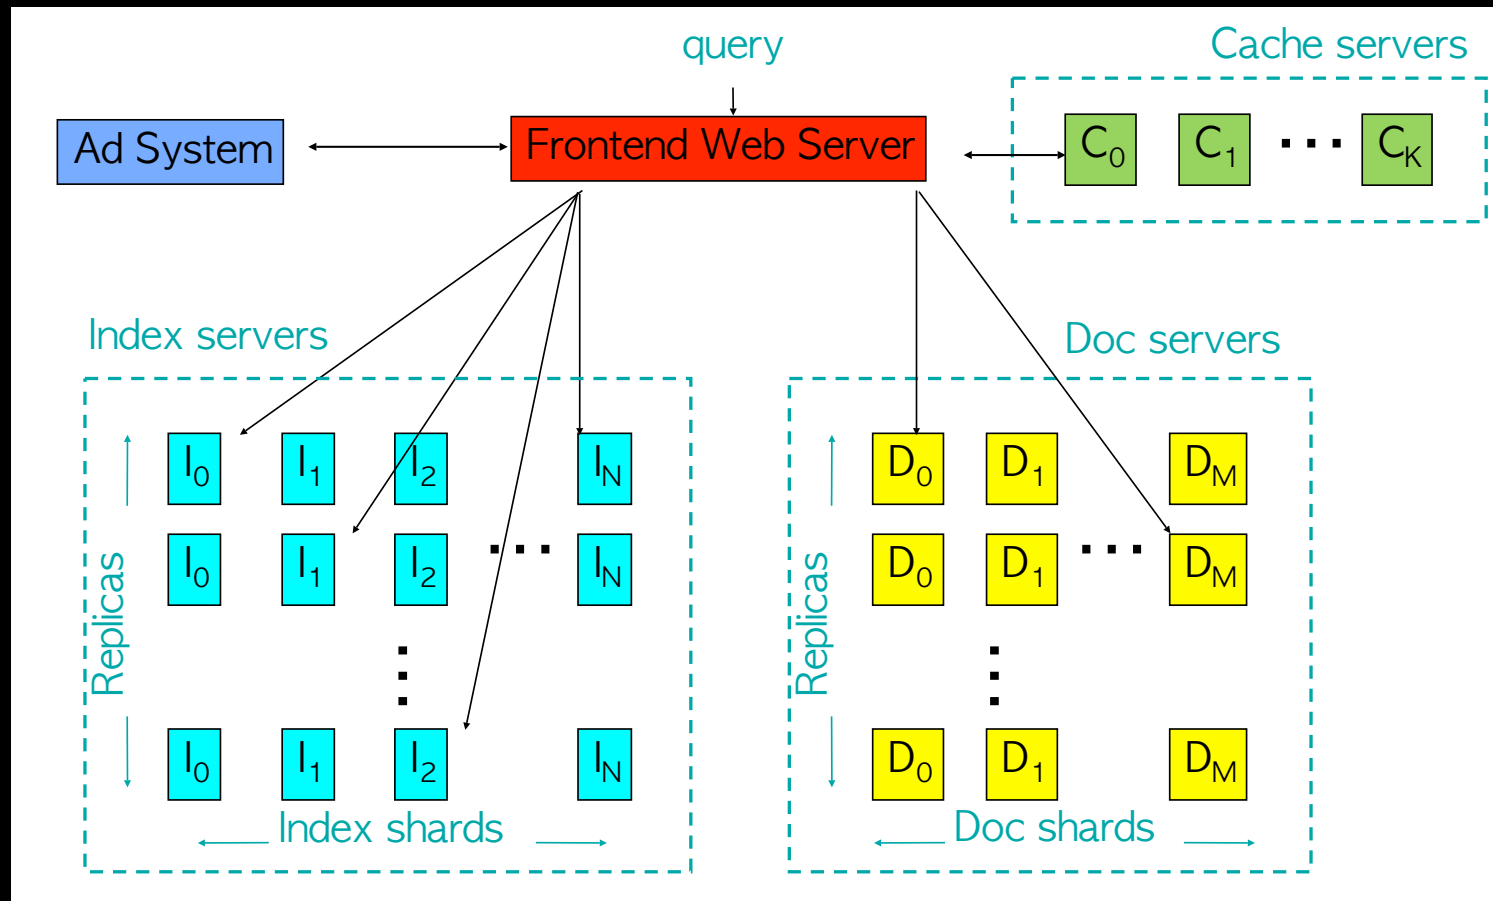 query
Cache servers
Ad System
Frontend Web Server
C0 C1 CK
Index servers
Doc servers
I0 I1 I2 IN
D0 D1 DM
I0 I1 I2 IN
D0 D1 DM
Replicas
Replicas
I0 I1 I2 IN
D0 D1 DM
Index shards
Doc shards